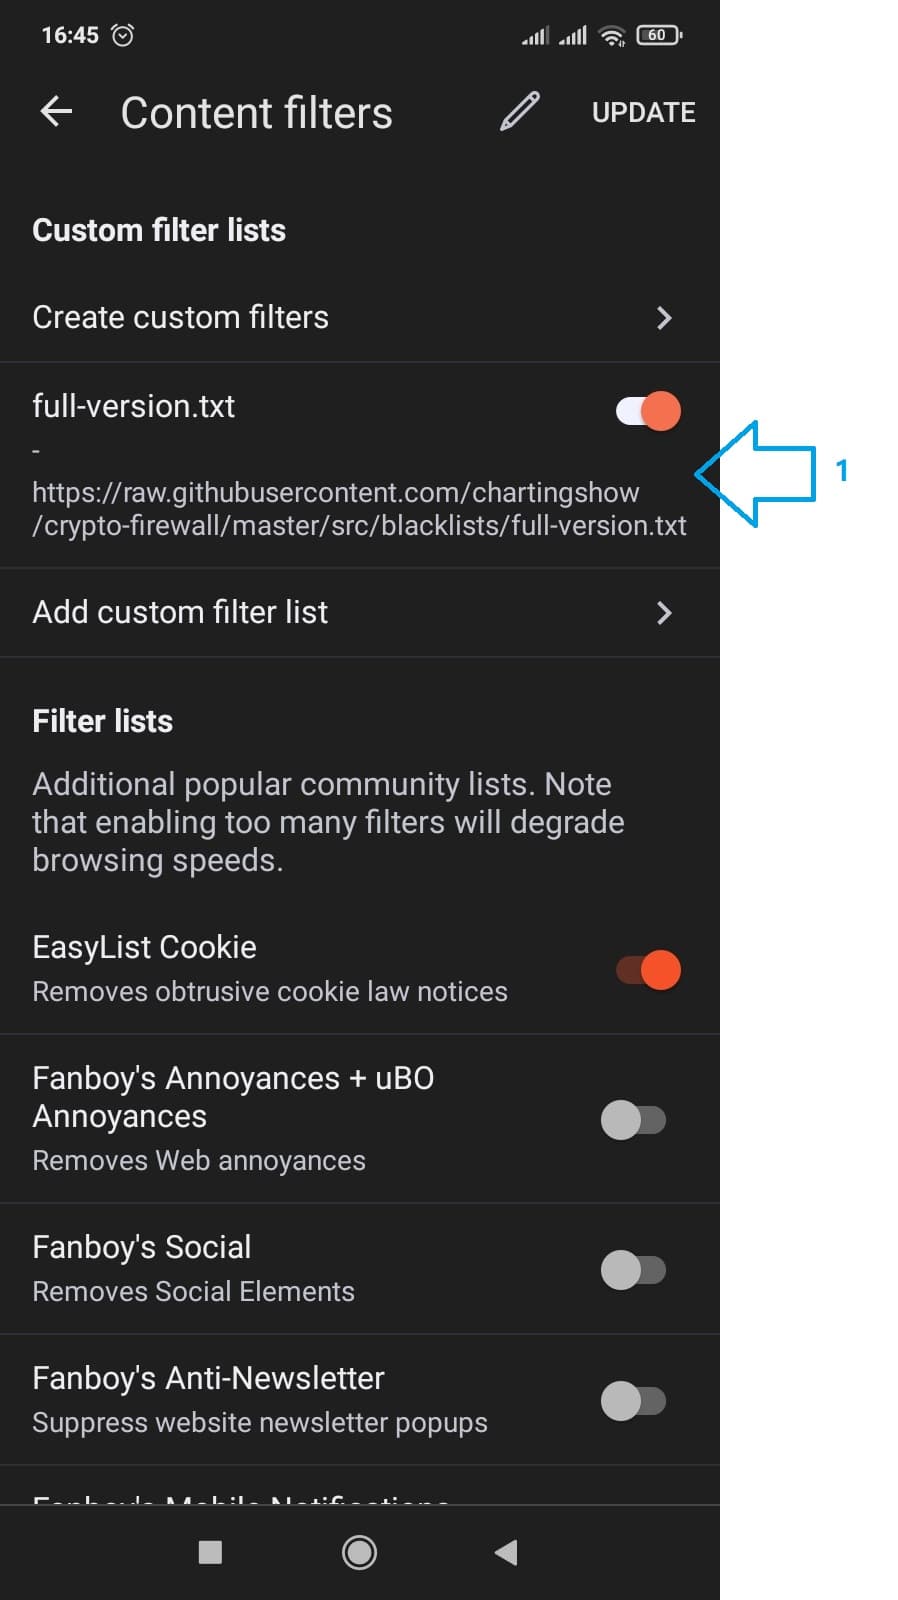 16:45 60
Content filters UPDATE
Custom filter lists
Create custom filters
full-version.txt
-
https://raw.githubusercontent.com/chartingshow
/crypto-firewall/master/src/blacklists/full-version.txt
1
Add custom filter list
Filter lists
Additional popular community lists. Note
that enabling too many filters will degrade
browsing speeds.
EasyList Cookie
Removes obtrusive cookie law notices
Fanboy's Annoyances + uBO
Annoyances
Removes Web annoyances
Fanboy's Social
Removes Social Elements
Fanboy's Anti-Newsletter
Suppress website newsletter popups
Fanboy's Mobile Notifications